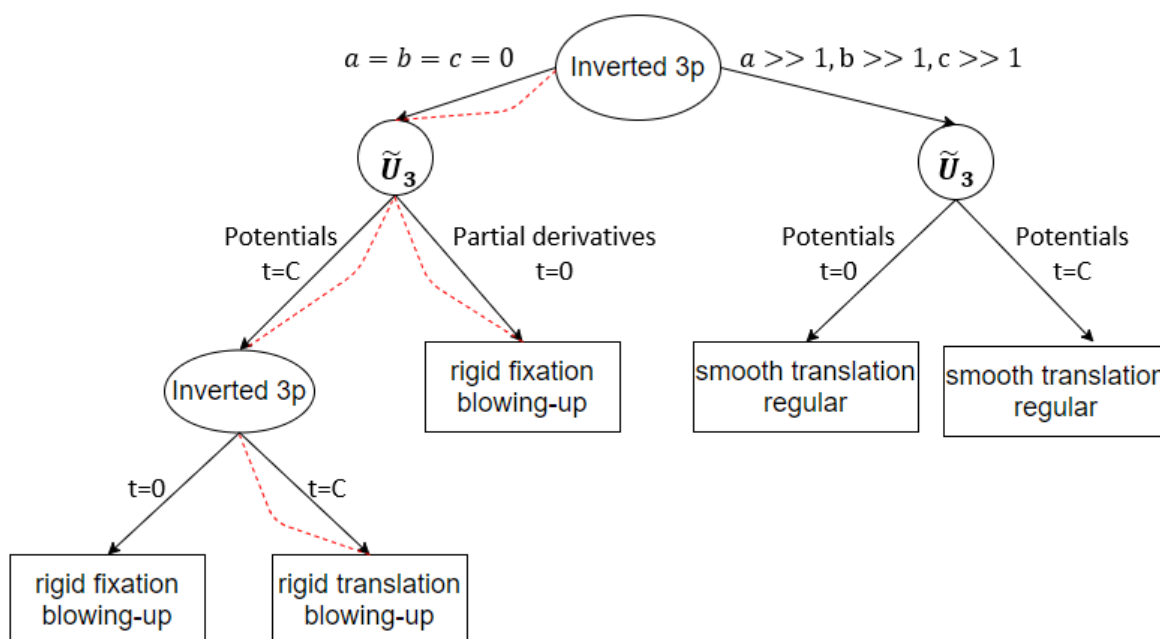 a = b = c = 0
Inverted 3p
a >> 1, b >> 1, c >> 1
Ũ₃
Ũ₃
Potentials
t=C
Partial derivatives
t=0
Potentials
t=0
Potentials
t=C
Inverted 3p
rigid fixation
blowing-up
smooth translation
regular
smooth translation
regular
t=0
t=C
rigid fixation
blowing-up
rigid translation
blowing-up